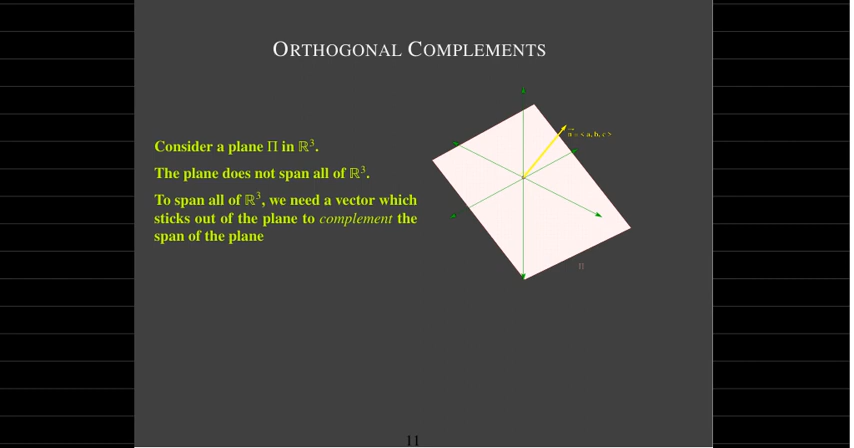 ORTHOGONAL COMPLEMENTS
Consider a plane Π in ℝ³.
The plane does not span all of ℝ³.
To span all of ℝ³, we need a vector which
sticks out of the plane to complement the
span of the plane
n = < a, b, c >
Π
11